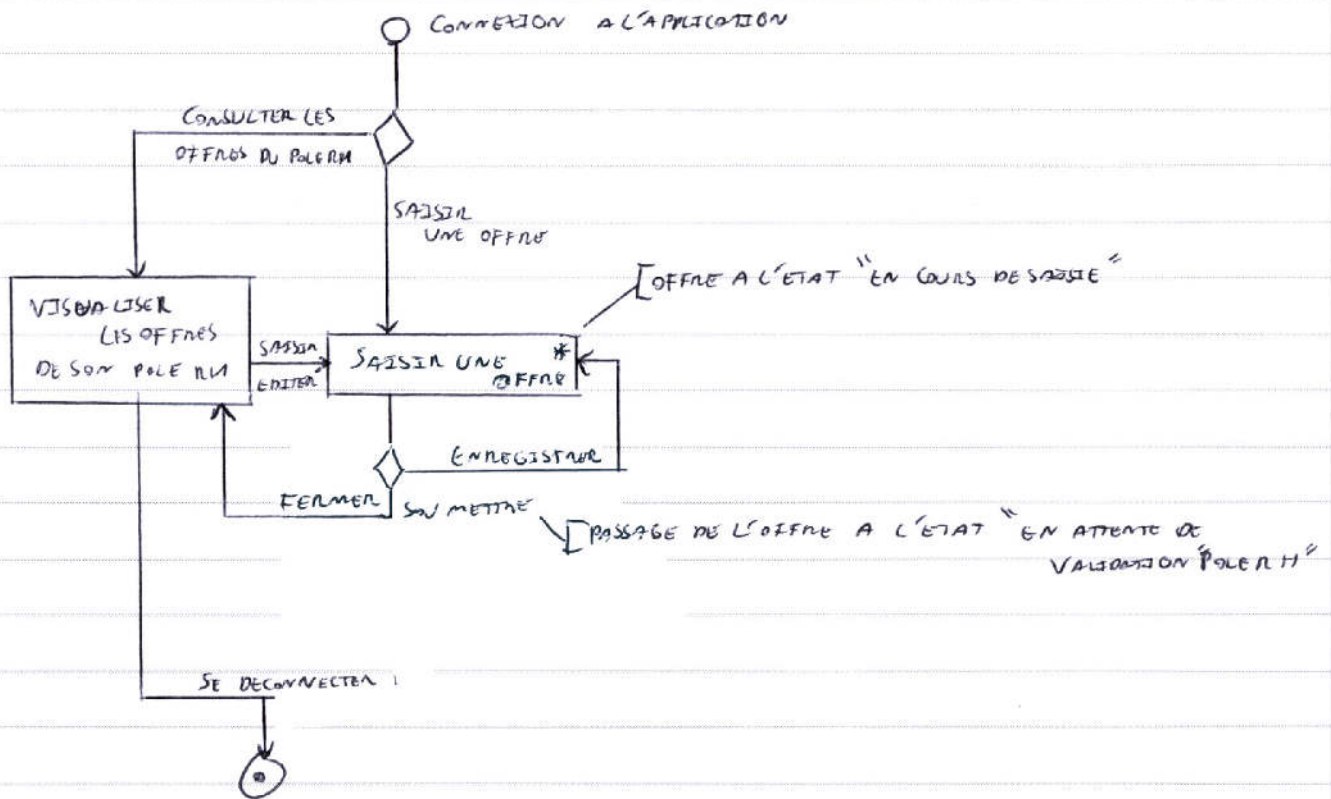 CONNEXION A L'APPLICATION
CONSULTER LES
OFFRES DU POLE RH
SAISIR
UNE OFFRE
[OFFRE A L'ETAT "EN COURS DE SAISIE"
VISUALISER
LES OFFRES
DE SON POLE RH
SAISIR
EDITER
SAISIR UNE *
OFFRE
ENREGISTRER
FERMER
SOUMETTRE
[PASSAGE DE L'OFFRE A L'ETAT "EN ATTENTE DE
VALIDATION POLE RH"
SE DECONNECTER